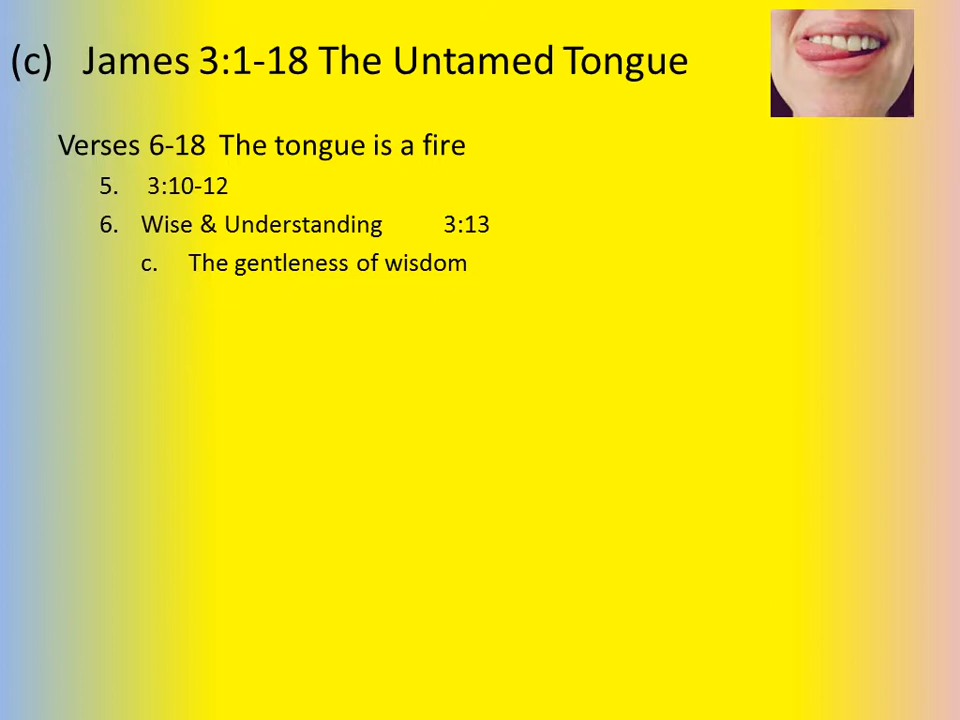 (c) James 3:1-18 The Untamed Tongue
Verses 6-18 The tongue is a fire
5. 3:10-12
6. Wise & Understanding 3:13
c. The gentleness of wisdom